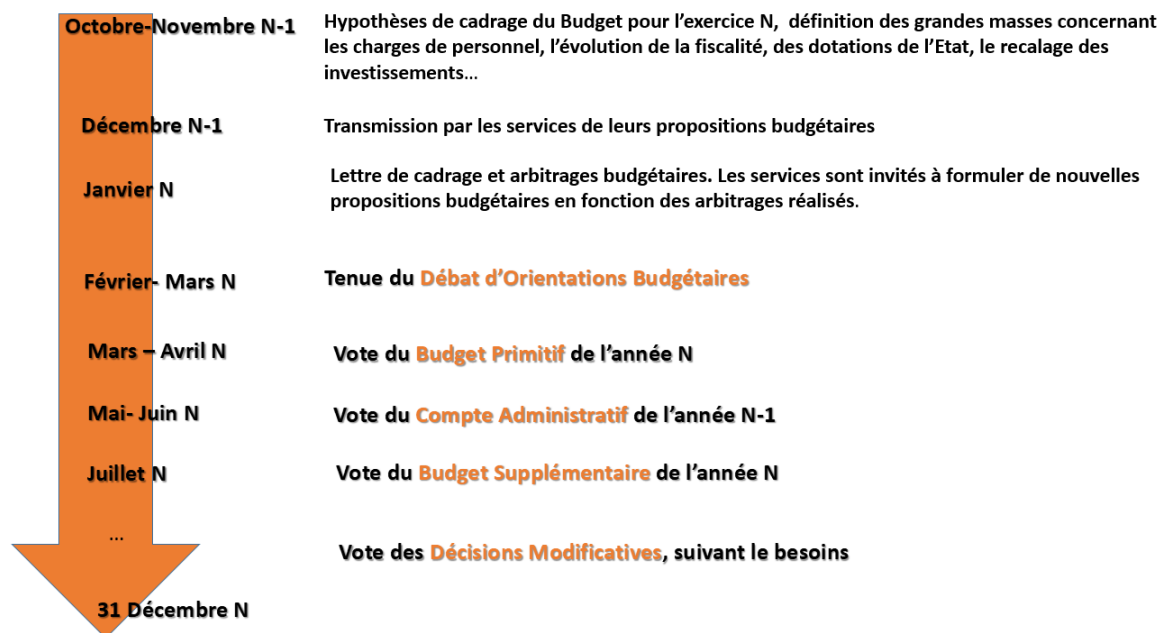 Octobre-Novembre N-1
Hypothèses de cadrage du Budget pour l’exercice N, définition des grandes masses concernant
les charges de personnel, l’évolution de la fiscalité, des dotations de l’Etat, le recalage des
investissements…
Décembre N-1
Transmission par les services de leurs propositions budgétaires
Janvier N
Lettre de cadrage et arbitrages budgétaires. Les services sont invités à formuler de nouvelles
propositions budgétaires en fonction des arbitrages réalisés.
Février- Mars N
Tenue du Débat d’Orientations Budgétaires
Mars – Avril N
Vote du Budget Primitif de l’année N
Mai- Juin N
Vote du Compte Administratif de l’année N-1
Juillet N
Vote du Budget Supplémentaire de l’année N
…
Vote des Décisions Modificatives, suivant le besoins
31 Décembre N